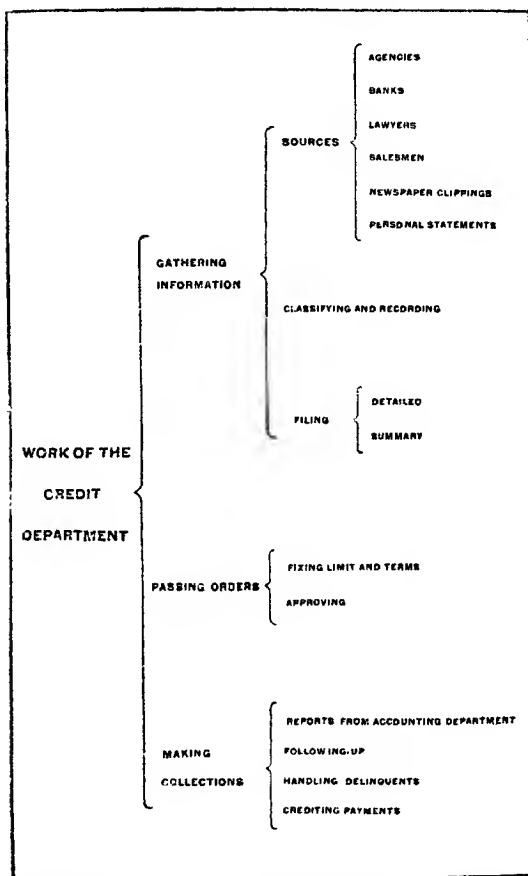 WORK OF THE
CREDIT
DEPARTMENT
GATHERING
INFORMATION
SOURCES
AGENCIES
BANKS
LAWYERS
SALESMEN
NEWSPAPER CLIPPINGS
PERSONAL STATEMENTS
CLASSIFYING AND RECORDING
FILING
DETAILED
SUMMARY
PASSING ORDERS
FIXING LIMIT AND TERMS
APPROVING
MAKING
COLLECTIONS
REPORTS FROM ACCOUNTING DEPARTMENT
FOLLOWING-UP
HANDLING DELINQUENTS
CREDITING PAYMENTS